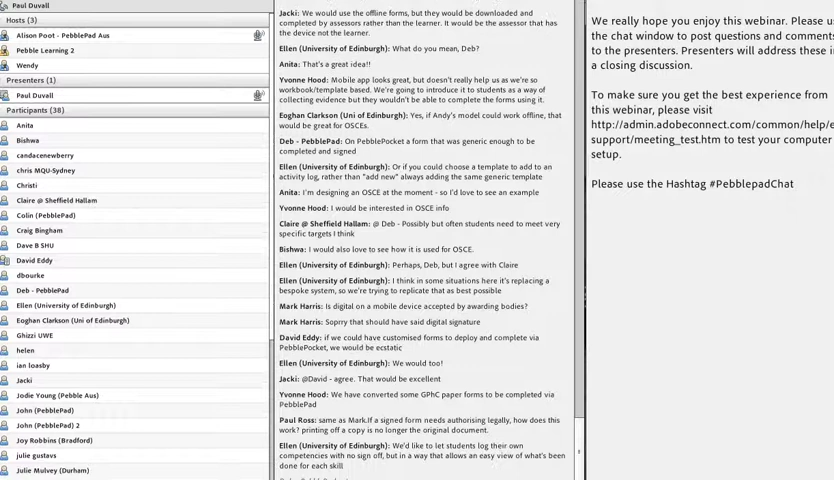 Paul Duvall
Hosts (3)
Alison Poot - PebblePad Aus
Pebble Learning 2
Wendy
Presenters (1)
Paul Duvall
Participants (38)
Anita
Bishwa
candacenewberry
chris MQU-Sydney
Christi
Claire @ Sheffield Hallam
Colin (PebblePad)
Craig Bingham
Dave B SHU
David Eddy
dbourke
Deb - PebblePad
Ellen (University of Edinburgh)
Eoghan Clarkson (Uni of Edinburgh)
Ghizzi UWE
helen
ian loasby
Jacki
Jodie Young (Pebble Aus)
John (PebblePad)
John (PebblePad) 2
Joy Robbins (Bradford)
julie gustavs
Julie Mulvey (Durham)
Jacki: We would use the offline forms, but they would be downloaded and
completed by assessors rather than the learner. It would be the assessor that has
the device not the learner.
Ellen (University of Edinburgh): What do you mean, Deb?
Anita: That's a great idea!!
Yvonne Hood: Mobile app looks great, but doesn't really help us as we're so
workbook/template based. We're going to introduce it to students as a way of
collecting evidence but they wouldn't be able to complete the forms using it.
Eoghan Clarkson (Uni of Edinburgh): Yes, if Andy's model could work offline, that
would be great for OSCEs.
Deb - PebblePad: On PebblePocket a form that was generic enough to be
completed and signed
Ellen (University of Edinburgh): Or if you could choose a template to add to an
activity log, rather than "add new" always adding the same generic template
Anita: I'm designing an OSCE at the moment - so I'd love to see an example
Yvonne Hood: I would be interested in OSCE info
Claire @ Sheffield Hallam: @ Deb - Possibly but often students need to meet very
specific targets I think
Bishwa: I would also love to see how it is used for OSCE.
Ellen (University of Edinburgh): Perhaps, Deb, but I agree with Claire
Ellen (University of Edinburgh): I think in some situations here it's replacing a
bespoke system, so we're trying to replicate that as best possible
Mark Harris: Is digital on a mobile device accepted by awarding bodies?
Mark Harris: Soprry that should have said digital signature
David Eddy: if we could have customised forms to deploy and complete via
PebblePocket, we would be ecstatic
Ellen (University of Edinburgh): We would too!
Jacki: @David - agree. That would be excellent
Yvonne Hood: We have converted some GPhC paper forms to be completed via
PebblePad
Paul Ross: same as Mark.If a signed form needs authorising legally, how does this
work? printing off a copy is no longer the original document.
Ellen (University of Edinburgh): We'd like to let students log their own
competencies with no sign off, but in a way that allows an easy view of what's been
done for each skill
We really hope you enjoy this webinar. Please us
the chat window to post questions and comments
to the presenters. Presenters will address these in
a closing discussion.
To make sure you get the best experience from
this webinar, please visit
http://admin.adobeconnect.com/common/help/e
support/meeting_test.htm to test your computer
setup.
Please use the Hashtag #PebblepadChat